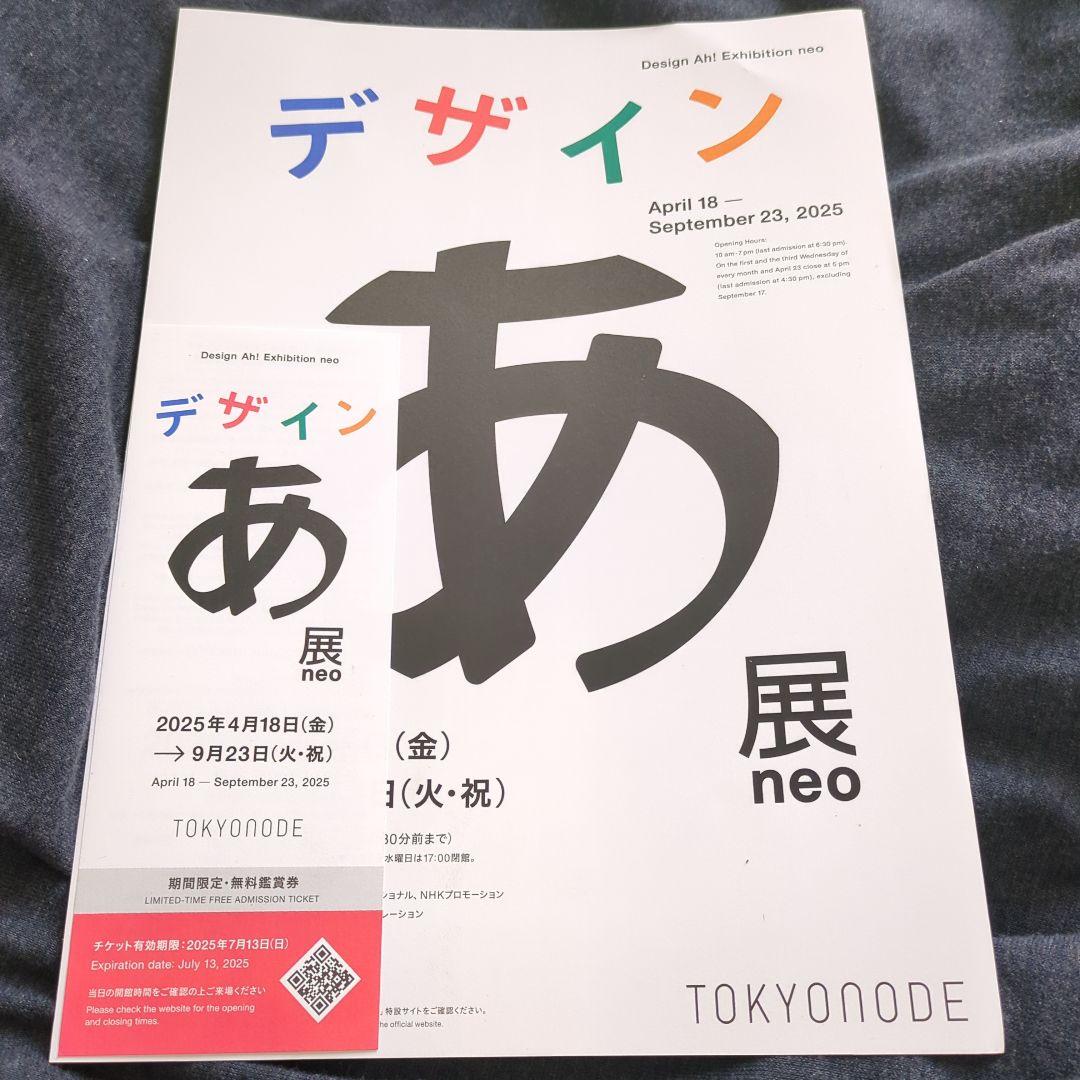 Design Ah! Exhibition neo
デザイン
April 18 —
September 23, 2025
Opening Hours:
10 am-7 pm (last admission at 6:30 pm).
On the first and the third Wednesday of
every month and April 23 close at 5 pm
(last admission at 4:30 pm), excluding
September 17.
あ
展
neo
(金)
日(火・祝)
30分前まで)
水曜日は17:00閉館。
ショナル、NHKプロモーション
レーション
」特設サイトをご確認ください。
he official website.
TOKYONODE
Design Ah! Exhibition neo
デザイン
あ
展
neo
2025年4月18日(金)
→ 9月23日(火・祝)
April 18 — September 23, 2025
TOKYONODE
期間限定・無料鑑賞券
LIMITED-TIME FREE ADMISSION TICKET
チケット有効期限：2025年7月13日(日)
Expiration date: July 13, 2025
当日の開館時間をご確認の上ご来場ください
Please check the website for the opening
and closing times.